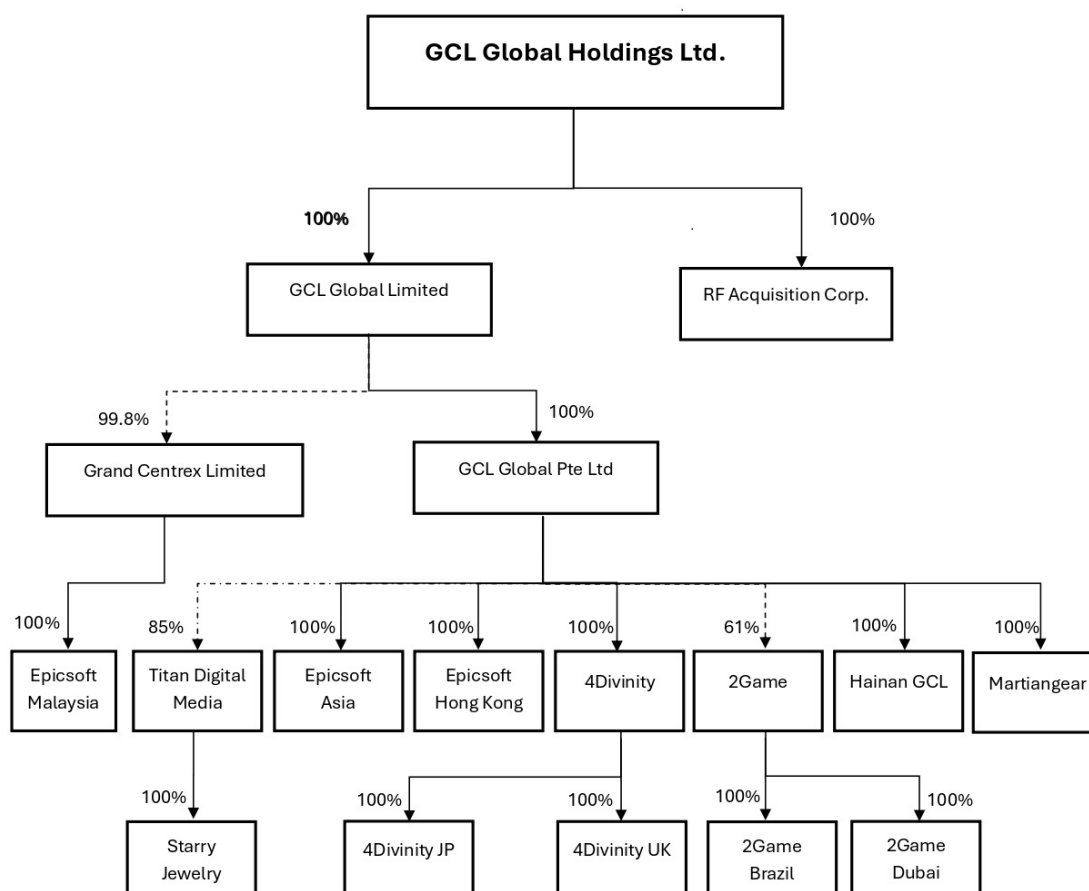 GCL Global Holdings Ltd.
100%
100%
GCL Global Limited
RF Acquisition Corp.
99.8%
100%
Grand Centrex Limited
GCL Global Pte Ltd
100%
85%
100%
100%
100%
61%
100%
100%
Epicsoft
Malaysia
Titan Digital
Media
Epicsoft
Asia
Epicsoft
Hong Kong
4Divinity
2Game
Hainan GCL
Martiangear
100%
100%
100%
100%
100%
Starry
Jewelry
4Divinity JP
4Divinity UK
2Game
Brazil
2Game
Dubai